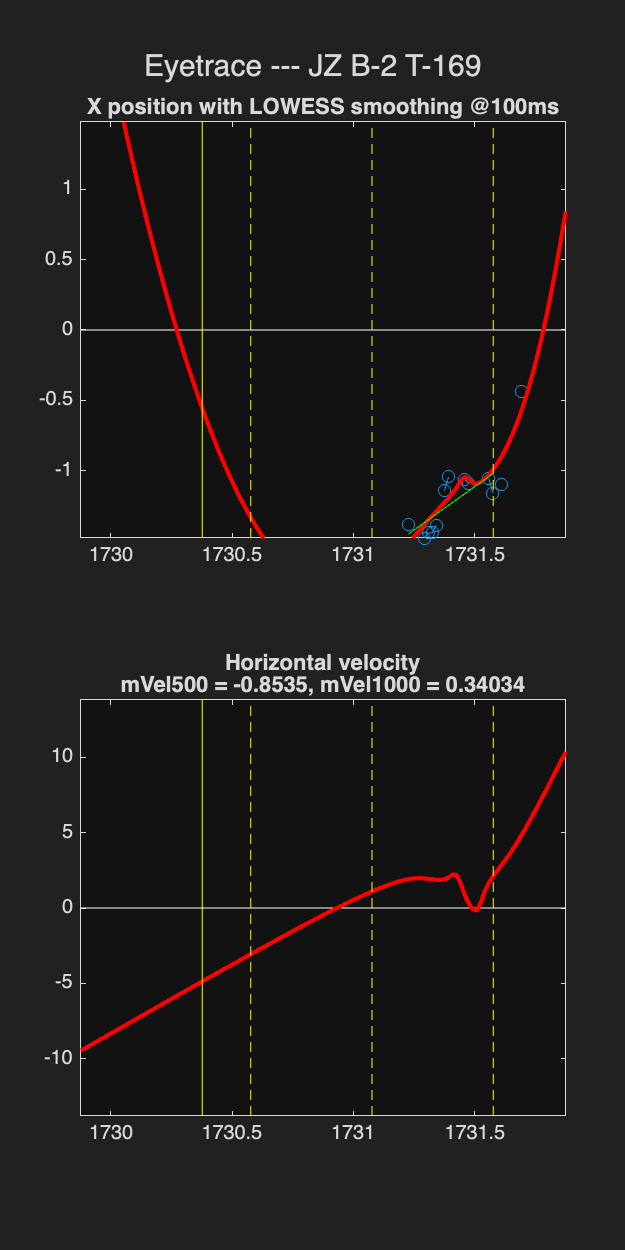 Eyetrace --- JZ B-2 T-169
X position with LOWESS smoothing @100ms
1
0.5
0
-0.5
-1
1730 1730.5 1731 1731.5
Horizontal velocity
mVel500 = -0.8535, mVel1000 = 0.34034
10
5
0
-5
-10
1730 1730.5 1731 1731.5